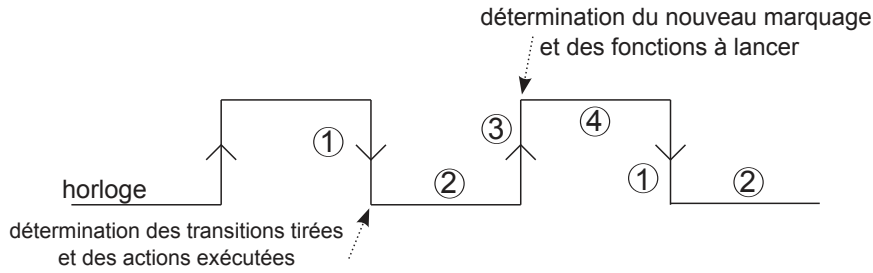 détermination du nouveau marquage
et des fonctions à lancer
① ③ ④
horloge ② ① ②
détermination des transitions tirées
et des actions exécutées